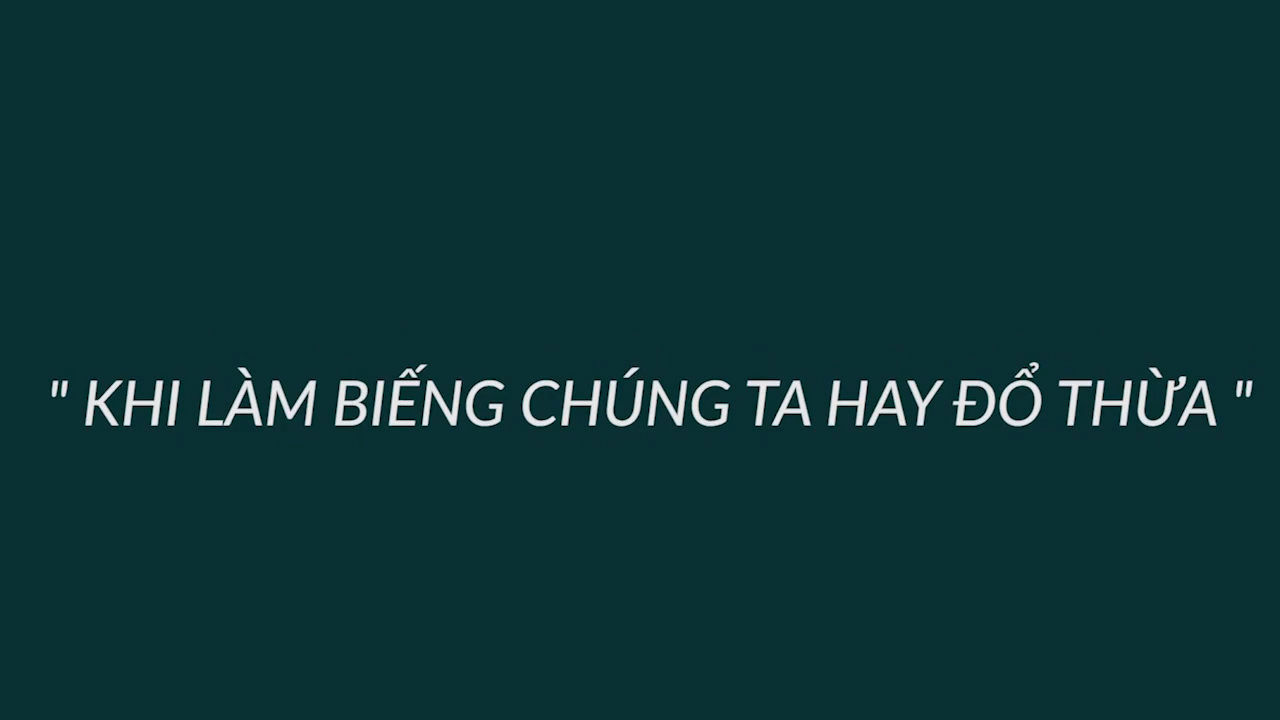 " KHI LÀM BIẾNG CHÚNG TA HAY ĐỔ THỪA "